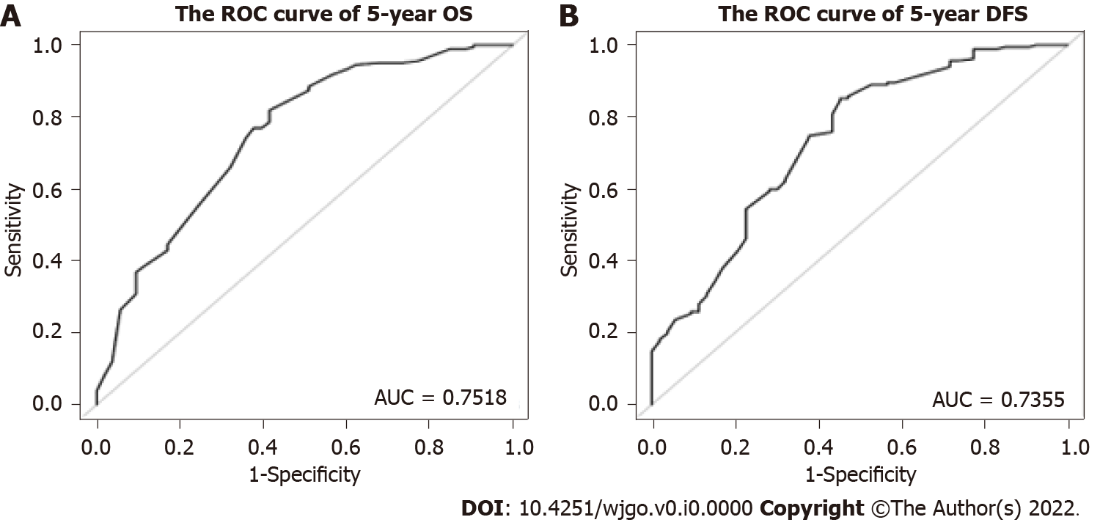 A
The ROC curve of 5-year OS
1.0
0.8
0.6
0.4
0.2
0.0
Sensitivity
AUC = 0.7518
0.0 0.2 0.4 0.6 0.8 1.0
1-Specificity
B
The ROC curve of 5-year DFS
1.0
0.8
0.6
0.4
0.2
0.0
Sensitivity
AUC = 0.7355
0.0 0.2 0.4 0.6 0.8 1.0
1-Specificity
DOI: 10.4251/wjgo.v0.i0.0000 Copyright ©The Author(s) 2022.